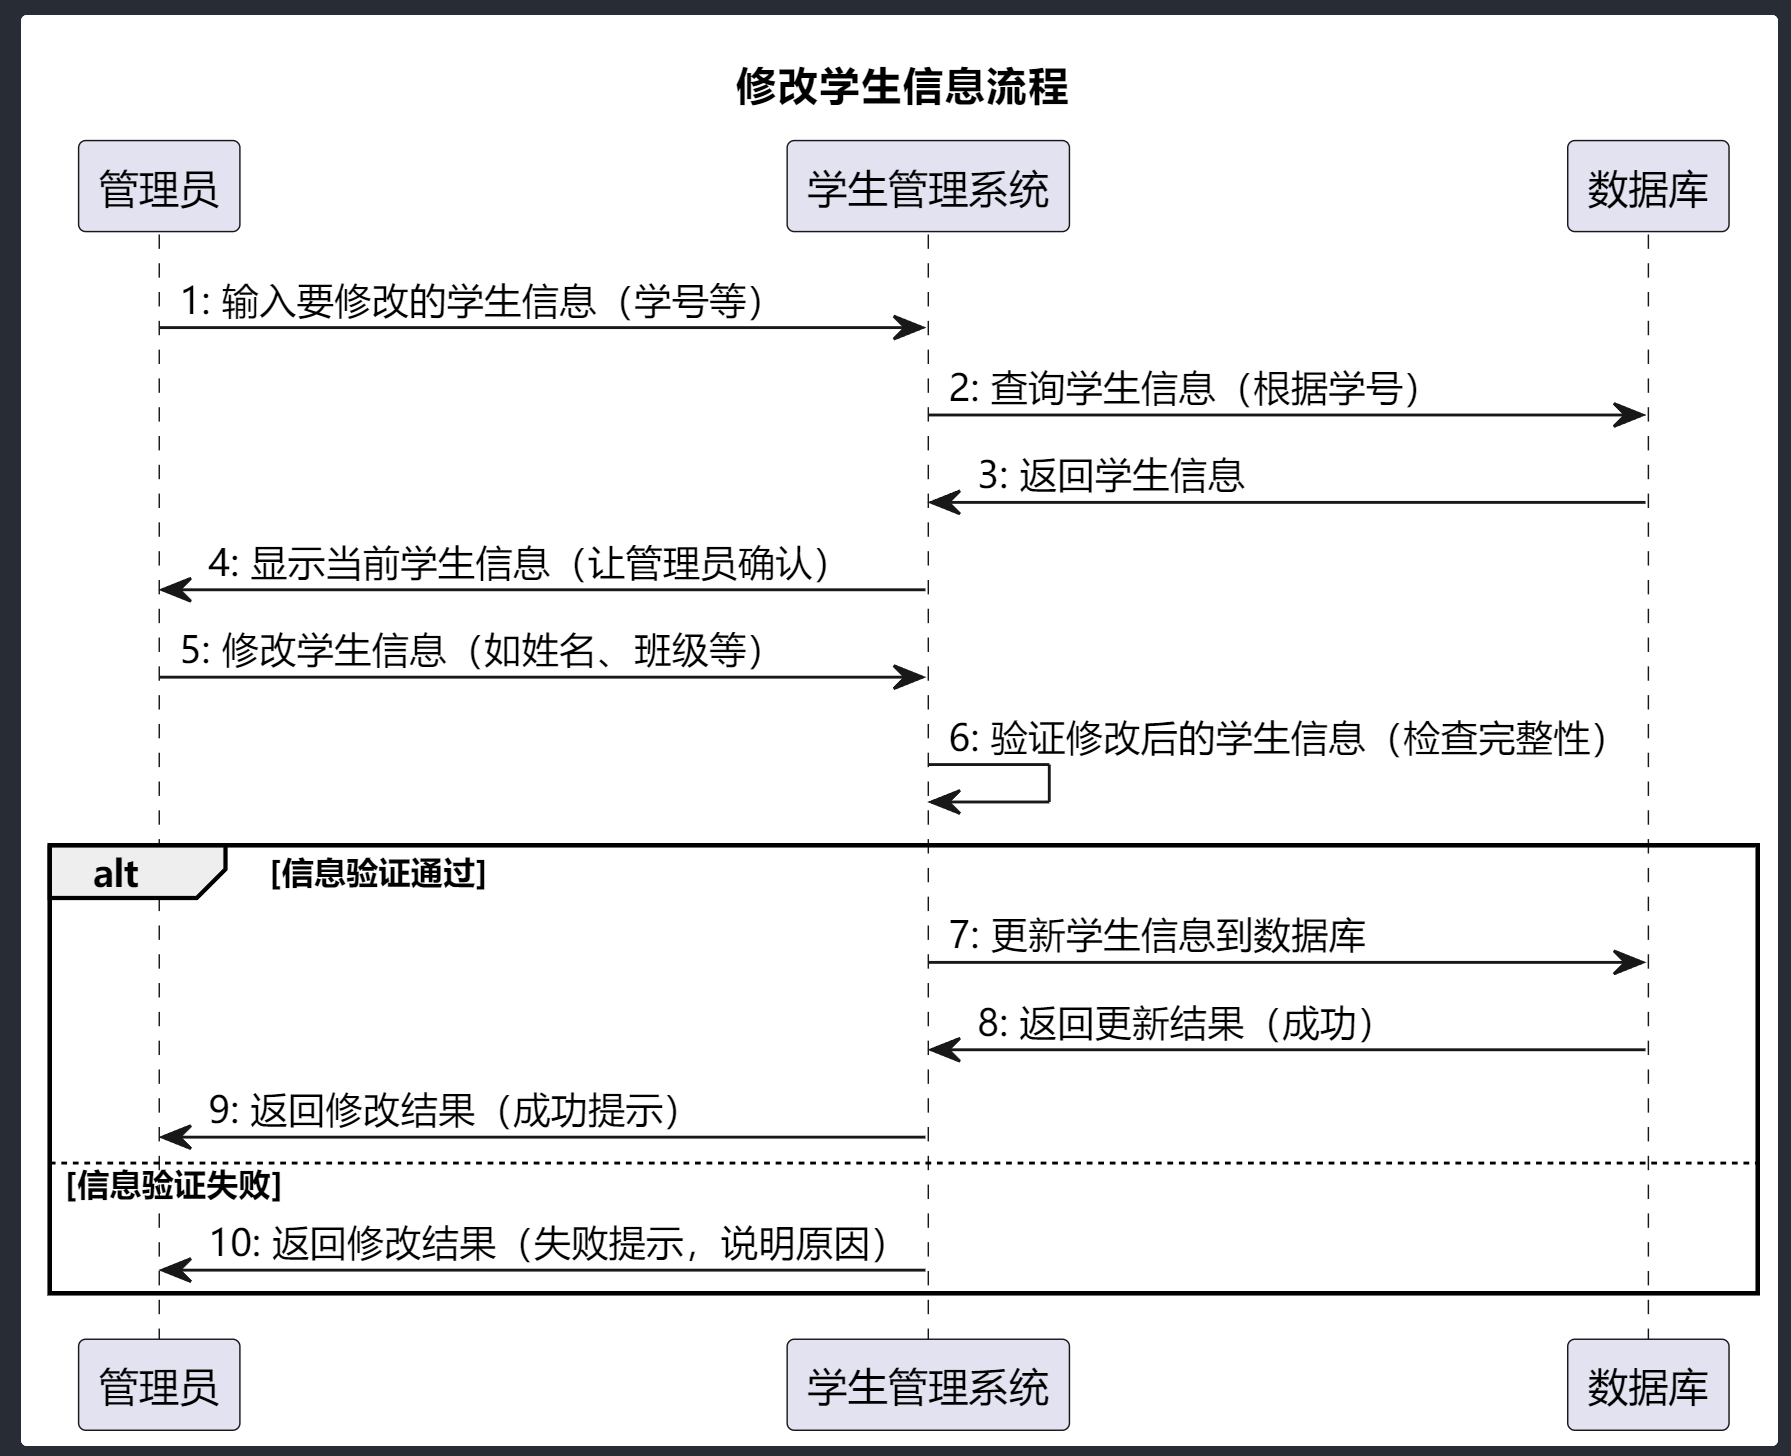 修改学生信息流程
管理员
学生管理系统
数据库
1: 输入要修改的学生信息（学号等）
2: 查询学生信息（根据学号）
3: 返回学生信息
4: 显示当前学生信息（让管理员确认）
5: 修改学生信息（如姓名、班级等）
6: 验证修改后的学生信息（检查完整性）
alt
[信息验证通过]
7: 更新学生信息到数据库
8: 返回更新结果（成功）
9: 返回修改结果（成功提示）
[信息验证失败]
10: 返回修改结果（失败提示，说明原因）
管理员
学生管理系统
数据库